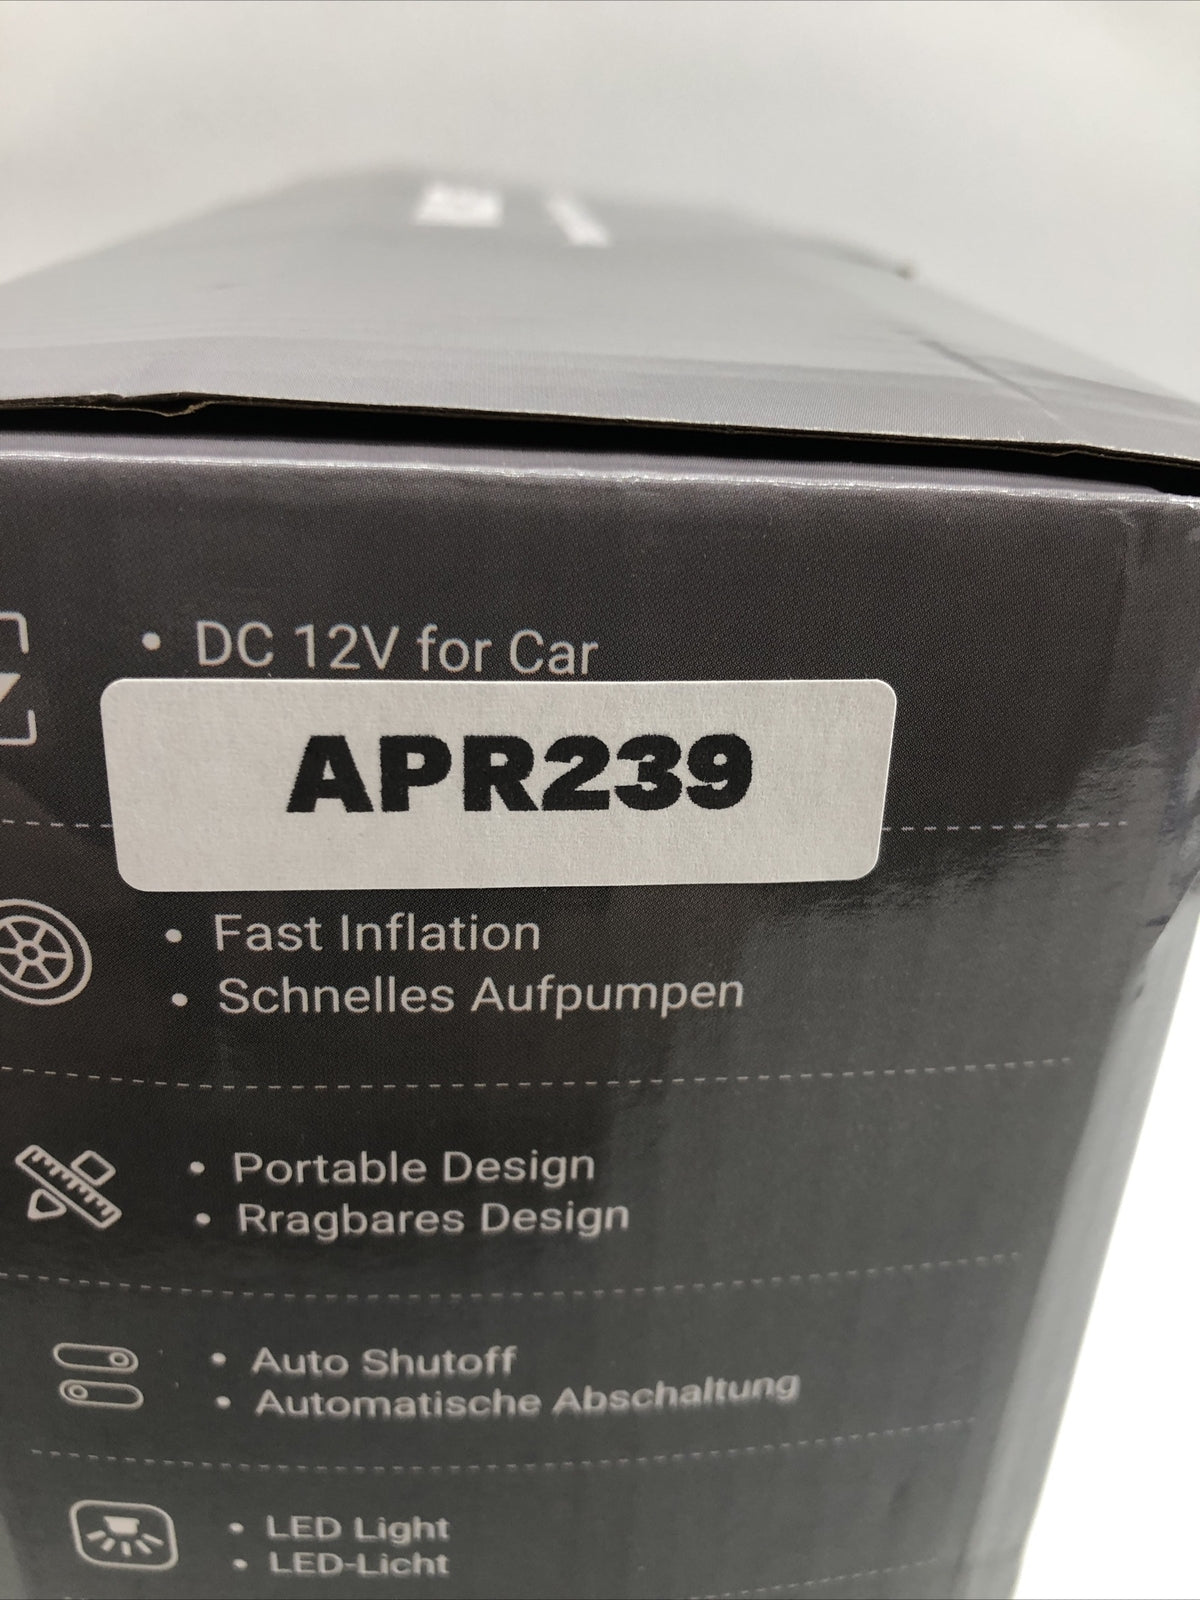 • DC 12V for Car
APR239
• Fast Inflation
• Schnelles Aufpumpen
• Portable Design
• Rragbares Design
• Auto Shutoff
• Automatische Abschaltung
• LED Light
• LED-Licht